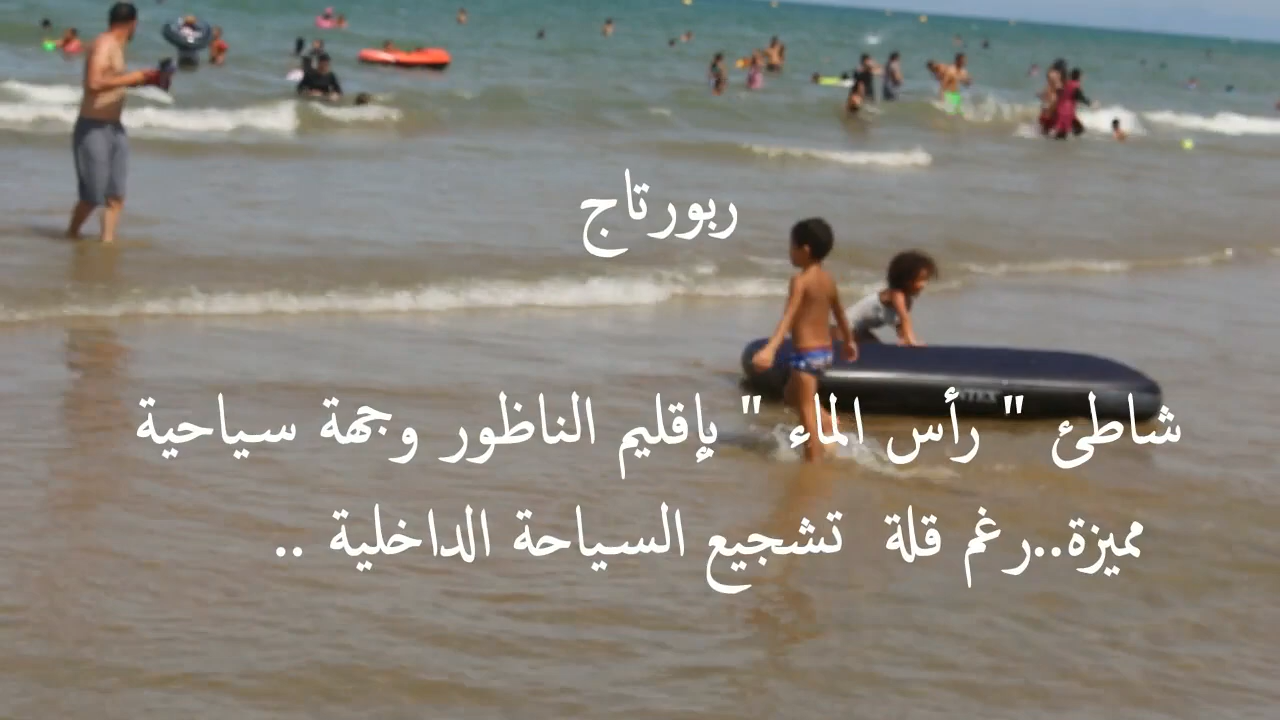 ربورتاج
شاطئ " رأس الماء " بإقليم الناظور وجهة سياحية
مميزة..رغم قلة تشجيع السياحة الداخلية ..